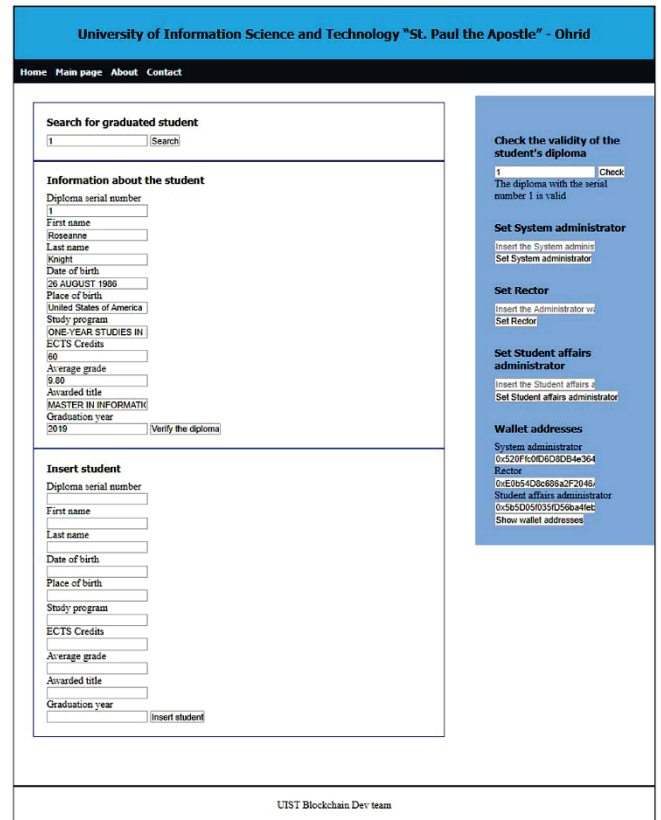 University of Information Science and Technology "St. Paul the Apostle" - Ohrid
Home Main page About Contact
Search for graduated student
1 Search
Information about the student
Diploma serial number
1
First name
Roseanne
Last name
Knight
Date of birth
26 AUGUST 1986
Place of birth
United States of America
Study program
ONE-YEAR STUDIES IN
ECTS Credits
60
Average grade
9.80
Awarded title
MASTER IN INFORMATIC
Graduation year
2019 Verify the diploma
Insert student
Diploma serial number
First name
Last name
Date of birth
Place of birth
Study program
ECTS Credits
Average grade
Awarded title
Graduation year
Insert student
Check the validity of the
student's diploma
1 Check
The diploma with the serial
number 1 is valid
Set System administrator
Insert the System adminis
Set System administrator
Set Rector
Insert the Administrator wa
Set Rector
Set Student affairs
administrator
Insert the Student affairs a
Set Student affairs administrator
Wallet addresses
System administrator
0x520Ffc0fD6D8DB4e364
Rector
0xE0b54D8c686a2F2046
Student affairs administrator
0x5b5D05f035fD56ba4feb
Show wallet addresses
UIST Blockchain Dev team